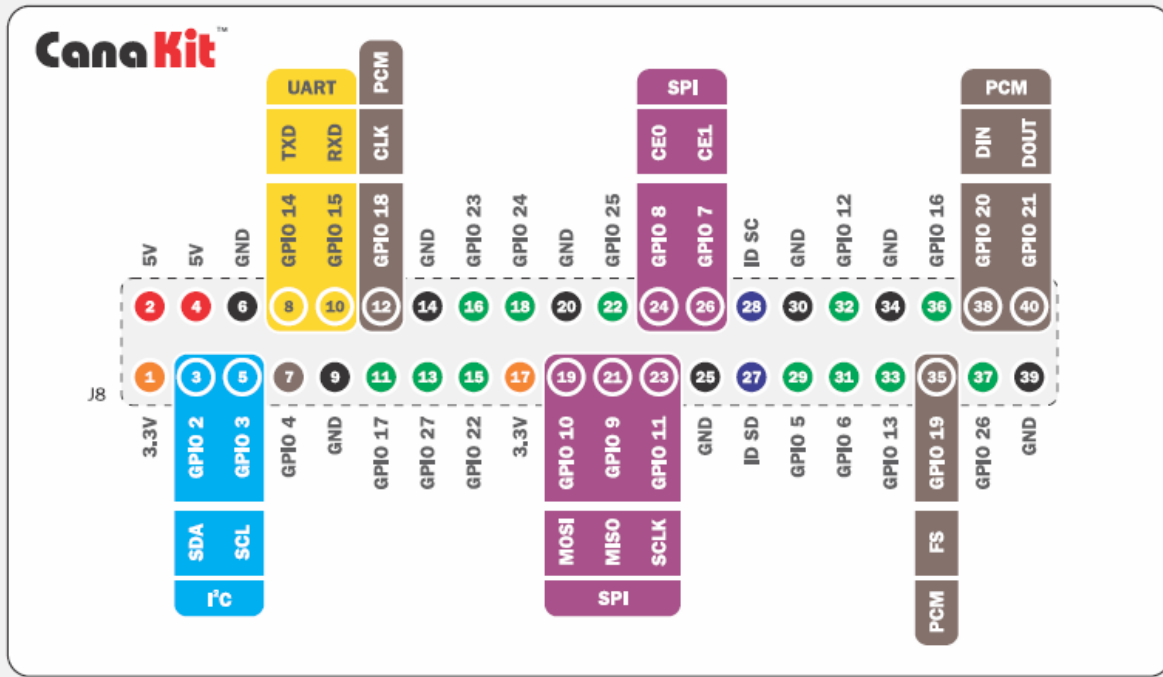 CanaKit™
UART PCM SPI PCM
TXD RXD CLK CE0 CE1 DIN DOUT
5V 5V GND GPIO 14 GPIO 15 GPIO 18 GND GPIO 23 GPIO 24 GND GPIO 25 GPIO 8 GPIO 7 ID SC GND GPIO 12 GND GPIO 16 GPIO 20 GPIO 21
2 4 6 8 10 12 14 16 18 20 22 24 26 28 30 32 34 36 38 40
1 3 5 7 9 11 13 15 17 19 21 23 25 27 29 31 33 35 37 39
J8
3.3V GPIO 2 GPIO 3 GPIO 4 GND GPIO 17 GPIO 27 GPIO 22 3.3V GPIO 10 GPIO 9 GPIO 11 GND ID SD GPIO 5 GPIO 6 GPIO 13 GPIO 19 GPIO 26 GND
SDA SCL MOSI MISO SCLK FS
I²C SPI PCM